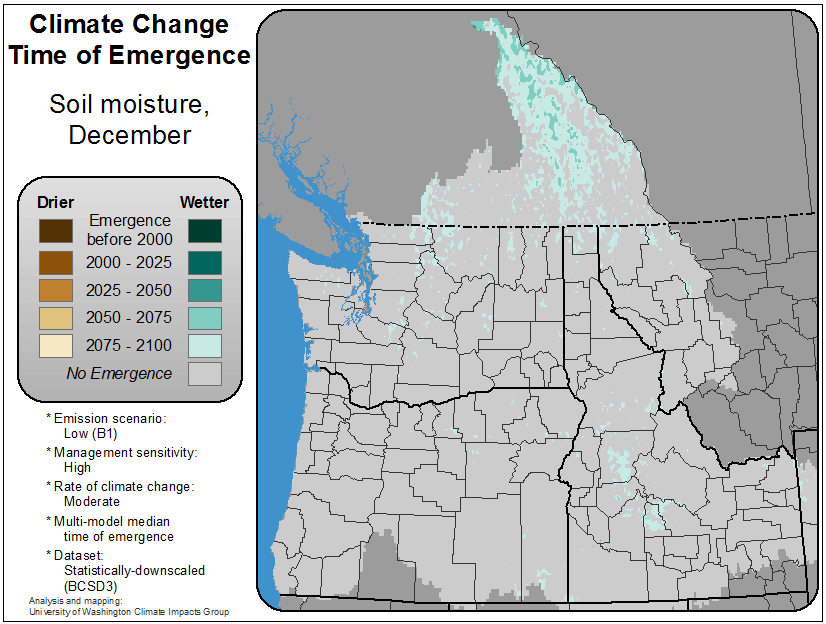 Climate Change
Time of Emergence
Soil moisture,
December
Drier Wetter
Emergence
before 2000
2000 - 2025
2025 - 2050
2050 - 2075
2075 - 2100
No Emergence
* Emission scenario:
Low (B1)
* Management sensitivity:
High
* Rate of climate change:
Moderate
* Multi-model median
time of emergence
* Dataset:
Statistically-downscaled
(BCSD3)
Analysis and mapping:
University of Washington Climate Impacts Group